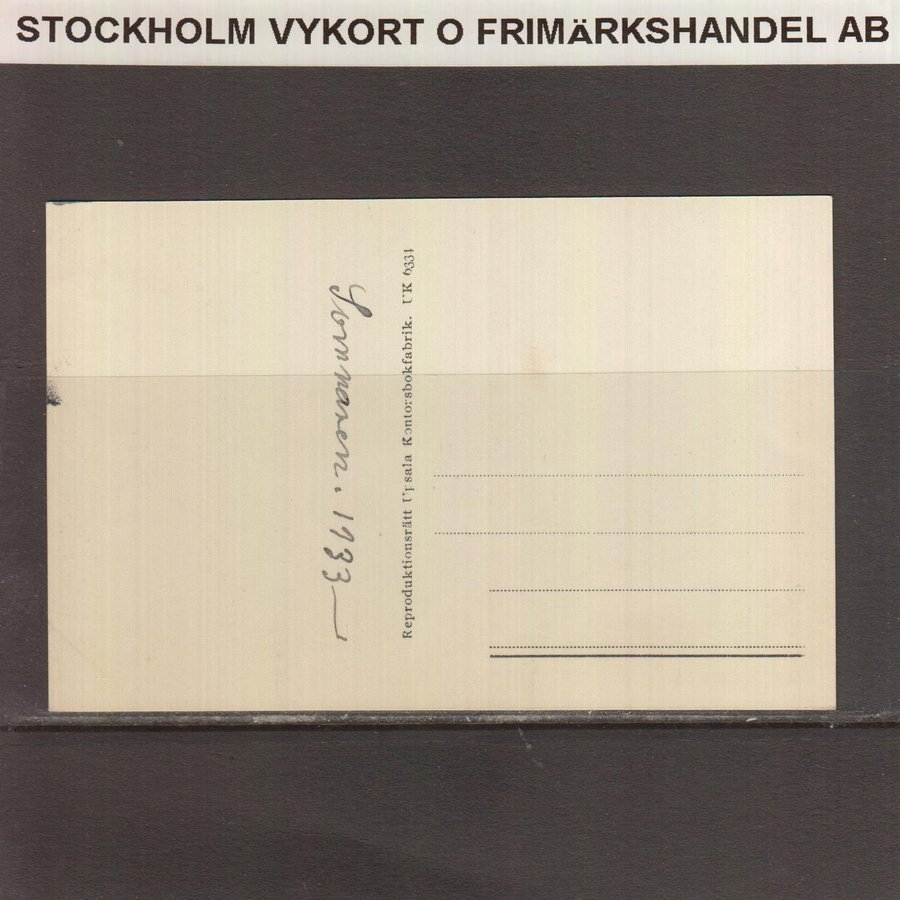 STOCKHOLM VYKORT O FRIMÄRKSHANDEL AB
Sommaren. 1933
Reproduktionsrätt Upsala Kontorsbokfabrik. UK 6334